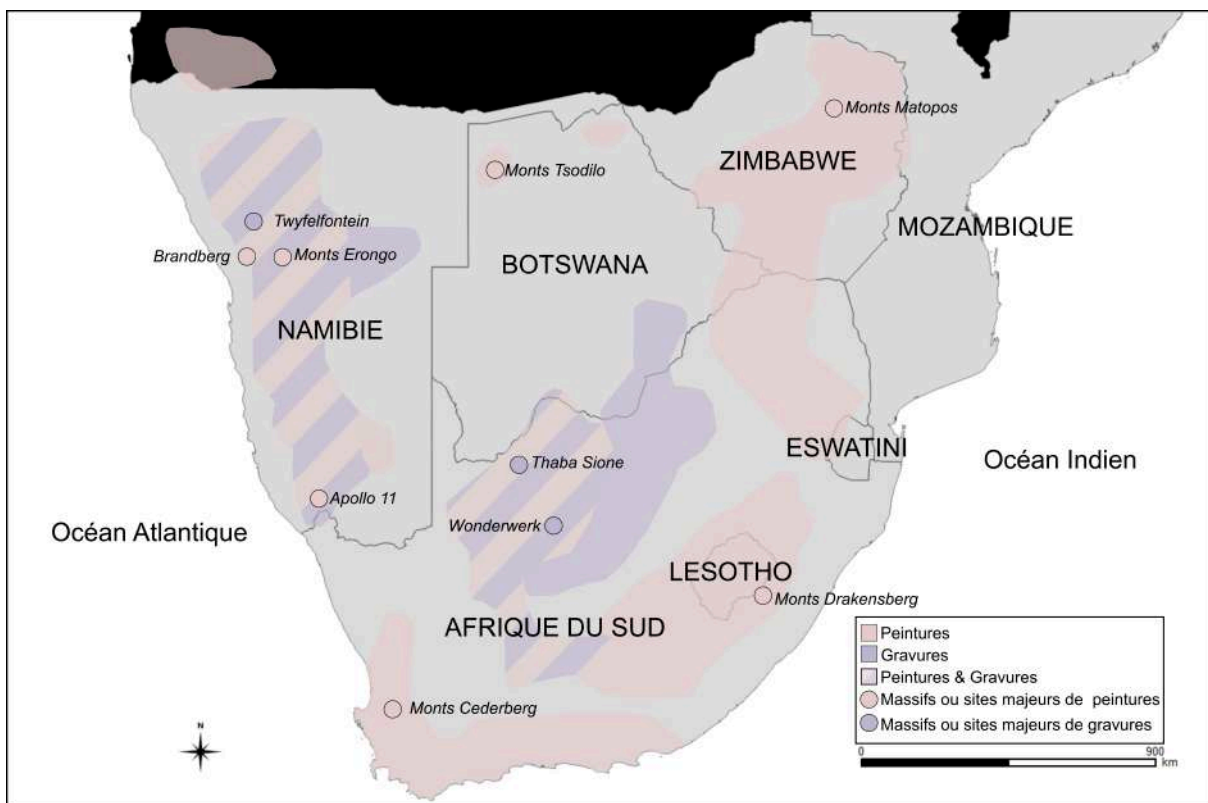 Monts Matopos
ZIMBABWE
Monts Tsodilo
MOZAMBIQUE
Twyfelfontein
Brandberg
Monts Erongo
BOTSWANA
NAMIBIE
ESWATINI
Thaba Sione
Océan Indien
Apollo 11
Océan Atlantique
Wonderwerk
LESOTHO
Monts Drakensberg
AFRIQUE DU SUD
Monts Cederberg
Peintures
Gravures
Peintures & Gravures
Massifs ou sites majeurs de peintures
Massifs ou sites majeurs de gravures
N
0 900
km